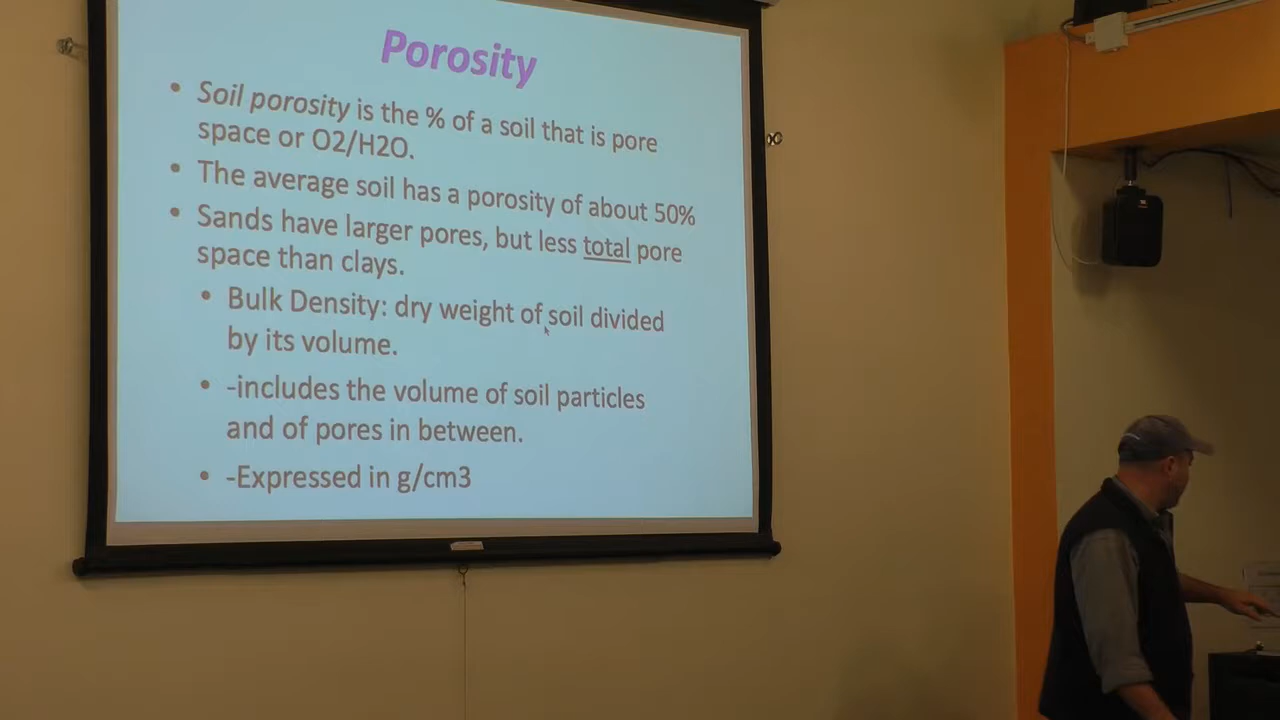 Porosity
• Soil porosity is the % of a soil that is pore
space or O2/H2O.
• The average soil has a porosity of about 50%
• Sands have larger pores, but less total pore
space than clays.
• Bulk Density: dry weight of soil divided
by its volume.
• -includes the volume of soil particles
and of pores in between.
• -Expressed in g/cm3